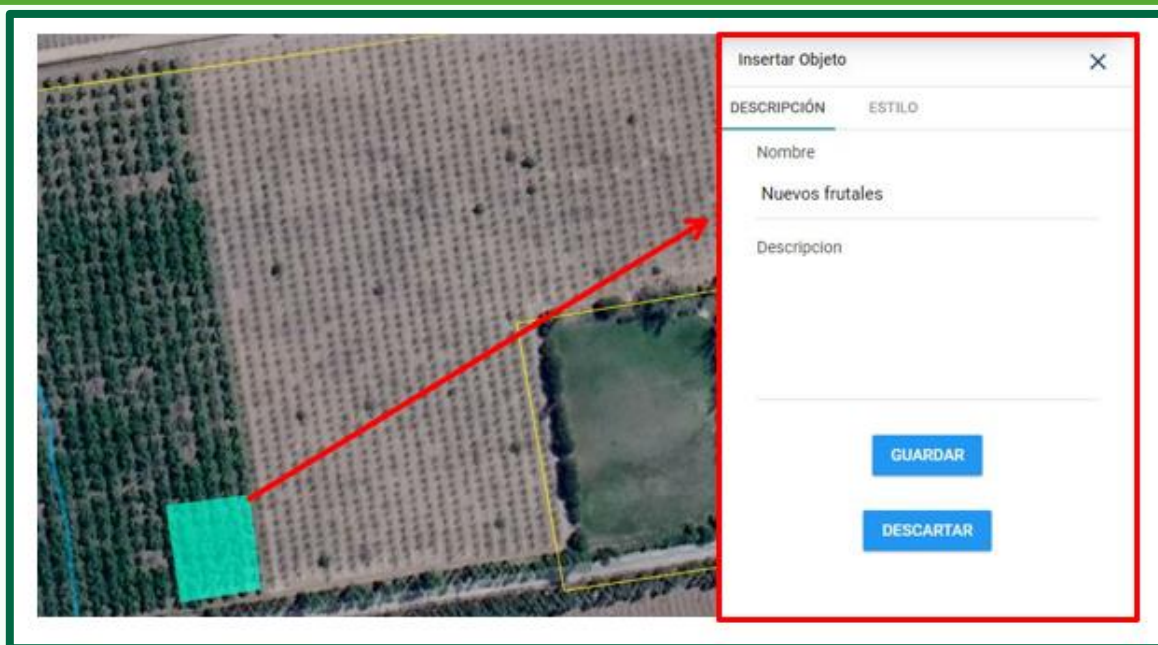 Insertar Objeto
DESCRIPCIÓN ESTILO
Nombre
Nuevos frutales
Descripcion
GUARDAR
DESCARTAR